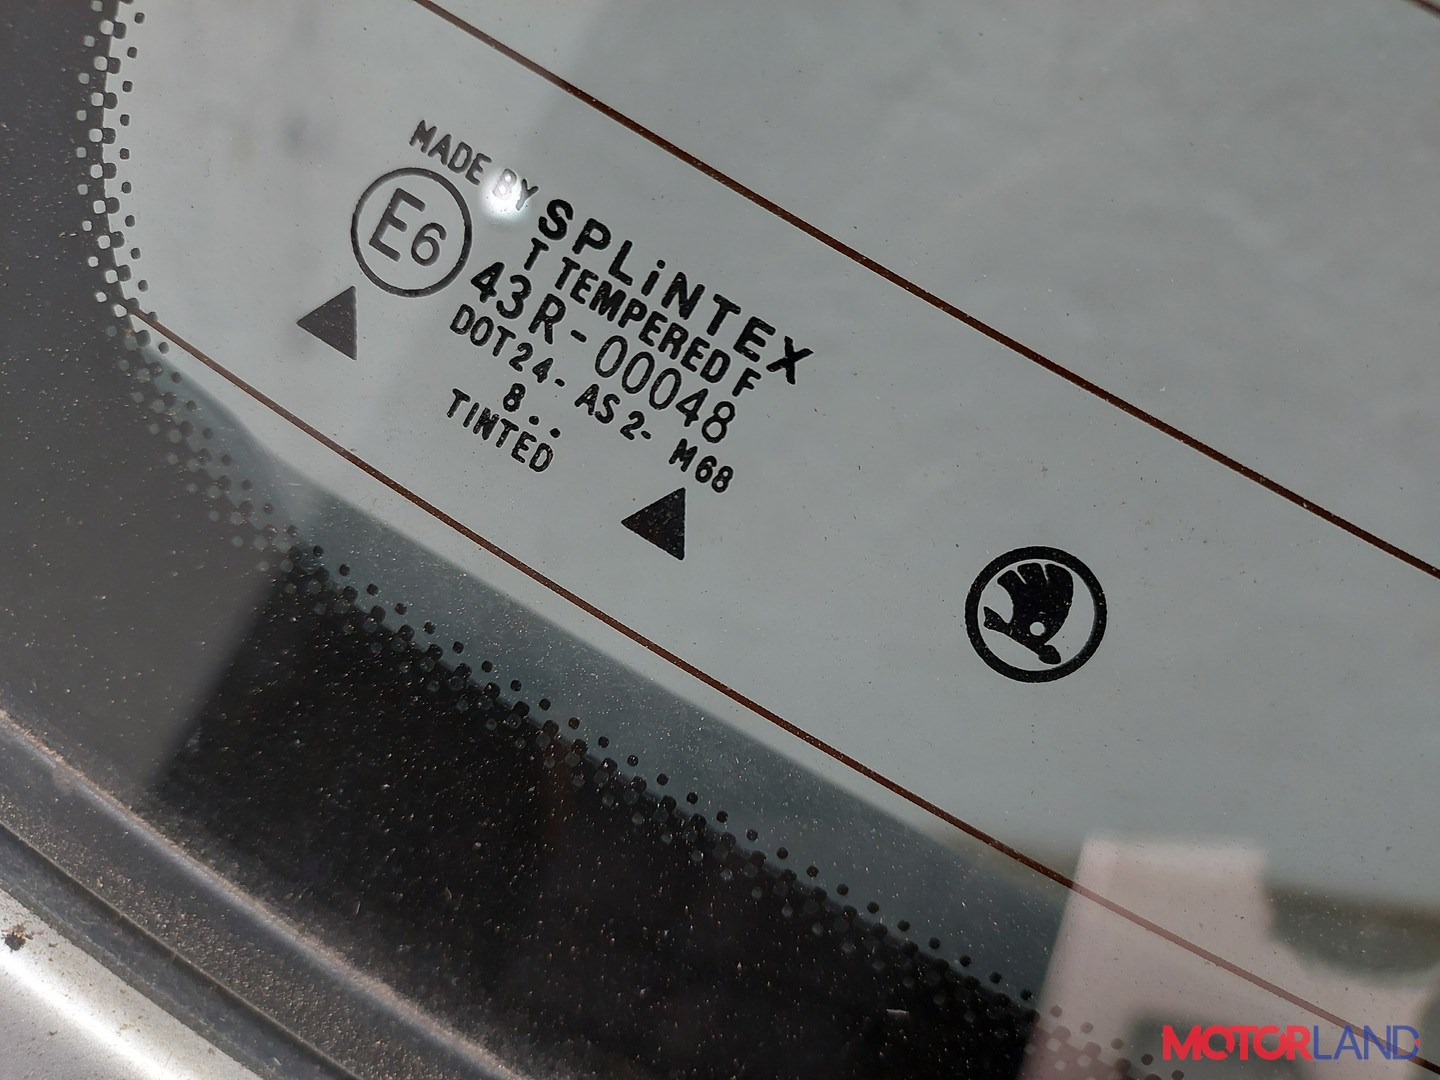 MADE BY SPLiNTEX
E6
T TEMPERED F
43R-00048
DOT24- AS2- M68
8..
TINTED
MOTORLAND